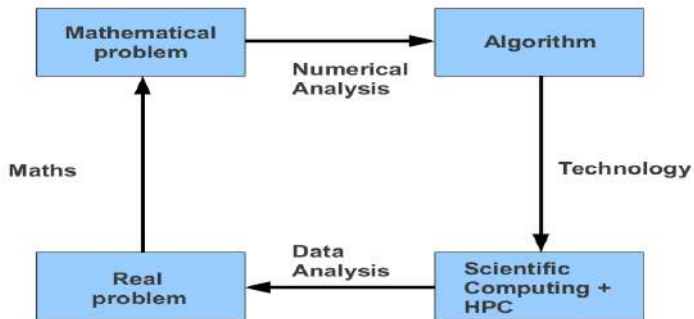 Mathematical
problem
Algorithm
Numerical
Analysis
Maths
Technology
Data
Analysis
Real
problem
Scientific
Computing +
HPC